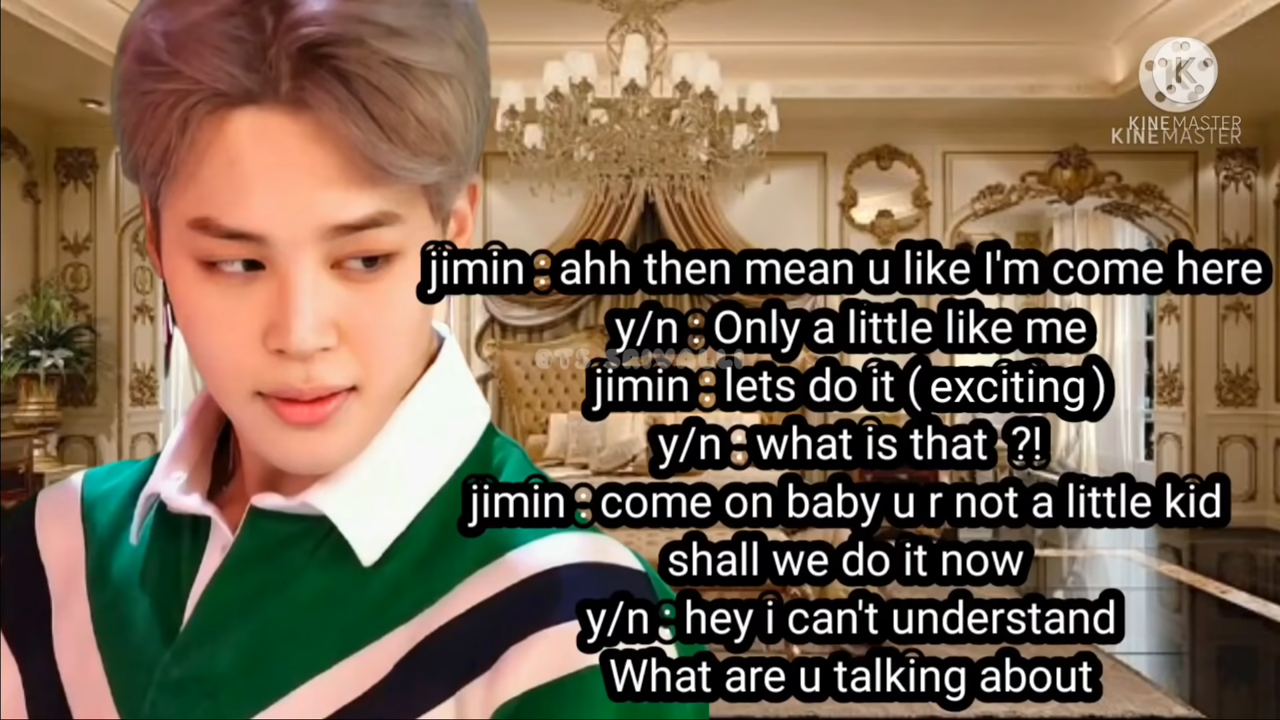 KINEMASTER
KINEMASTER
jimin : ahh then mean u like I'm come here
y/n : Only a little like me
jimin : lets do it ( exciting )
y/n : what is that ?!
jimin : come on baby u r not a little kid
shall we do it now
y/n : hey i can't understand
What are u talking about